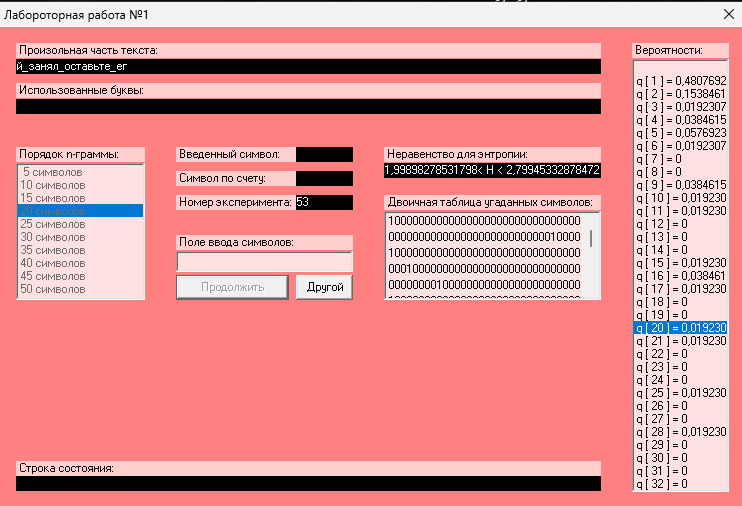 Лабороторная работа №1
Произольная часть текста:
й_занял_оставьте_ег
Использованные буквы:
Порядок n-граммы:
5 символов
10 символов
15 символов
20 символов
25 символов
30 символов
35 символов
40 символов
45 символов
50 символов
Введенный символ:
Символ по счету:
Номер эксперимента: 53
Поле ввода символов:
Продолжить
Другой
Неравенство для энтропии:
1,99898278531798< H < 2,79945332878472
Двоичная таблица угаданных символов:
10000000000000000000000000000000
00000000000000000000000000010000
10000000000000000000000000000000
00010000000000000000000000000000
00000000100000000000000000000000
Строка состояния:
Вероятности:
q [ 1 ] = 0,4807692
q [ 2 ] = 0,1538461
q [ 3 ] = 0,0192307
q [ 4 ] = 0,0384615
q [ 5 ] = 0,0576923
q [ 6 ] = 0,0192307
q [ 7 ] = 0
q [ 8 ] = 0
q [ 9 ] = 0,0384615
q [ 10 ] = 0,019230
q [ 11 ] = 0,019230
q [ 12 ] = 0
q [ 13 ] = 0
q [ 14 ] = 0
q [ 15 ] = 0,019230
q [ 16 ] = 0,038461
q [ 17 ] = 0,019230
q [ 18 ] = 0
q [ 19 ] = 0
q [ 20 ] = 0,019230
q [ 21 ] = 0,019230
q [ 22 ] = 0
q [ 23 ] = 0
q [ 24 ] = 0
q [ 25 ] = 0,019230
q [ 26 ] = 0
q [ 27 ] = 0
q [ 28 ] = 0,019230
q [ 29 ] = 0
q [ 30 ] = 0
q [ 31 ] = 0
q [ 32 ] = 0